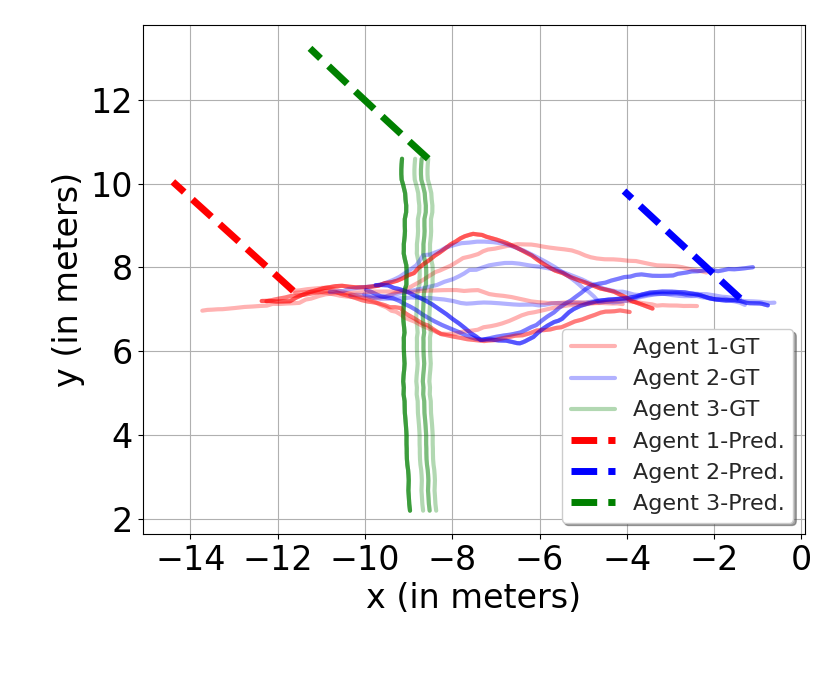 12
10
8
6
4
2
y (in meters)
Agent 1-GT
Agent 2-GT
Agent 3-GT
Agent 1-Pred.
Agent 2-Pred.
Agent 3-Pred.
−14 −12 −10 −8 −6 −4 −2 0
x (in meters)